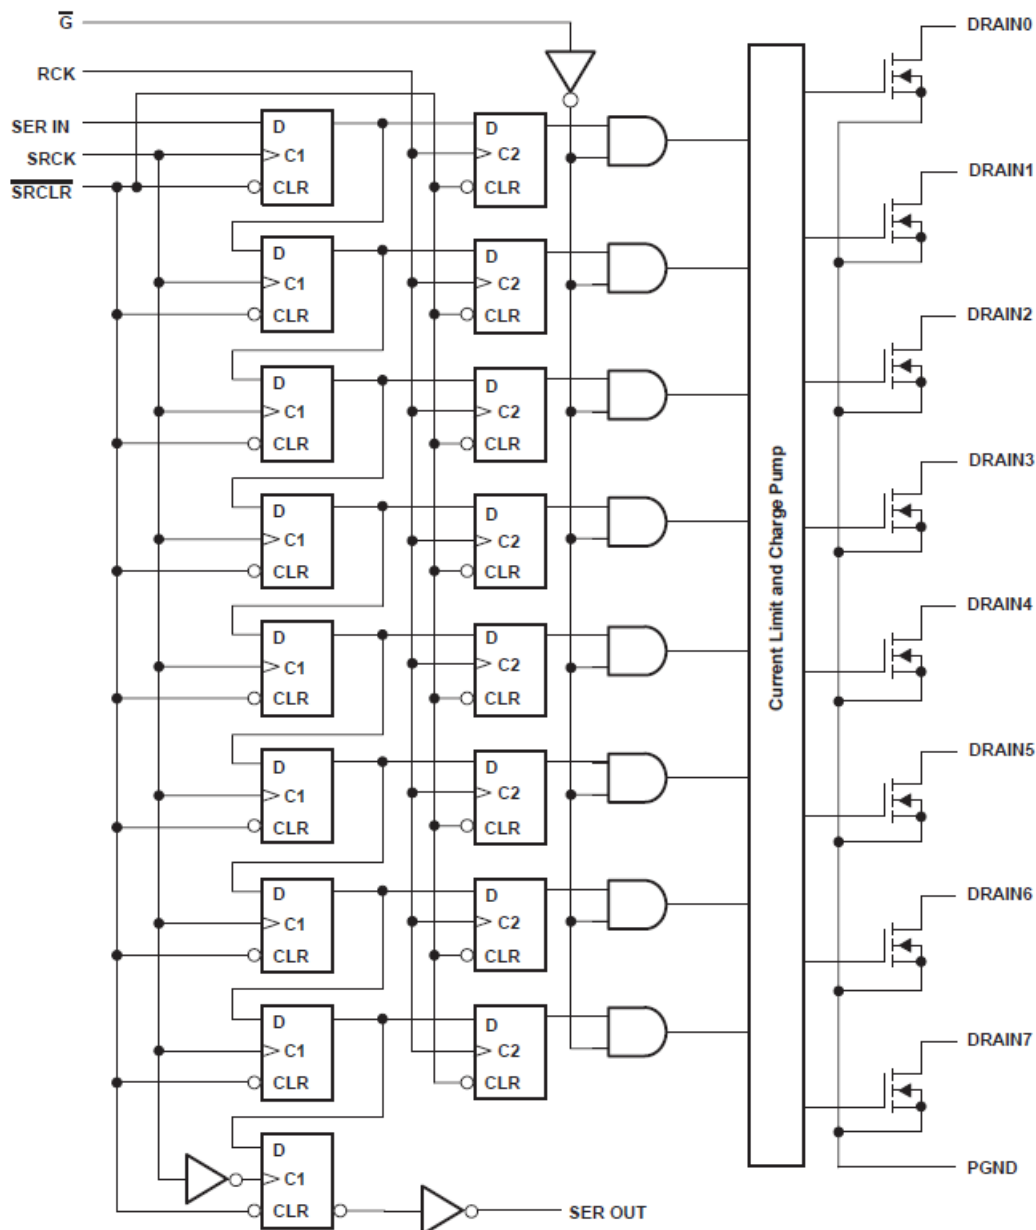 G
DRAIN0
RCK
SER IN
D
D
SRCK
C1
C2
SRCLR
CLR
CLR
DRAIN1
D
D
C1
C2
CLR
CLR
DRAIN2
D
D
C1
C2
CLR
CLR
DRAIN3
D
D
C1
C2
CLR
CLR
Current Limit and Charge Pump
DRAIN4
D
D
C1
C2
CLR
CLR
DRAIN5
D
D
C1
C2
CLR
CLR
DRAIN6
D
D
C1
C2
CLR
CLR
DRAIN7
D
D
C1
C2
CLR
CLR
D
C1
CLR
SER OUT
PGND